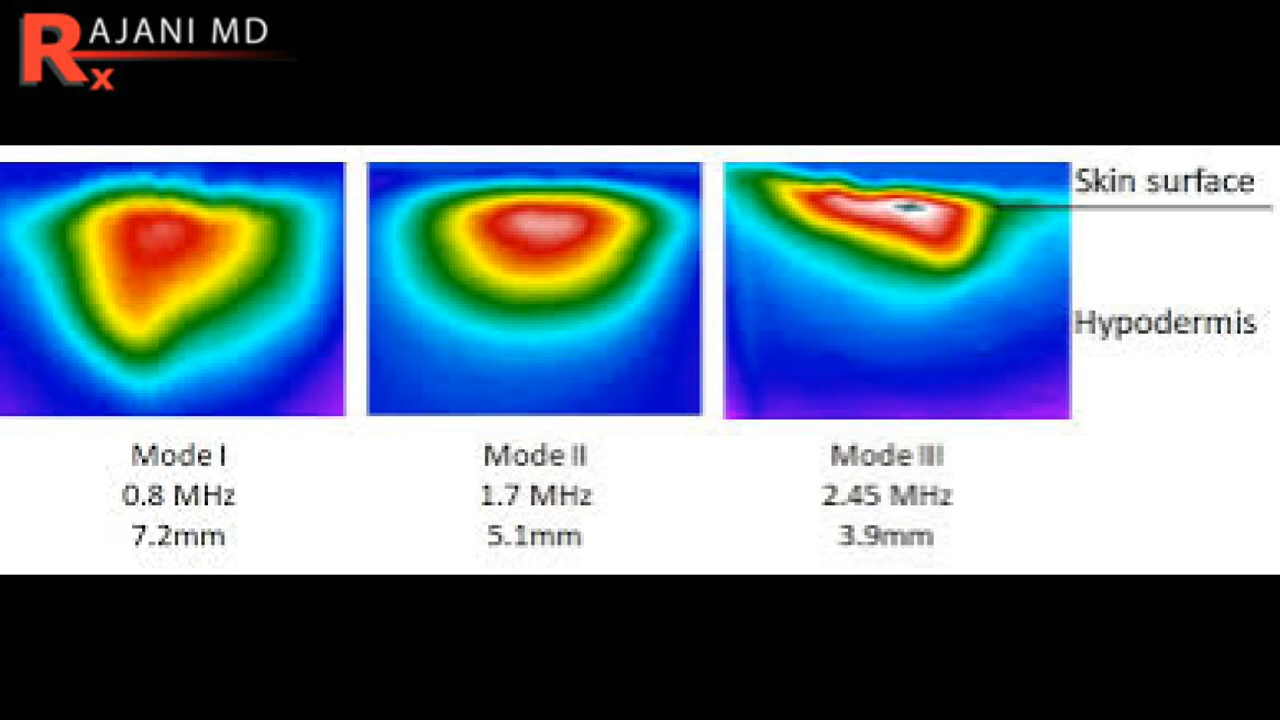 RAJANI MD
Rx
Skin surface
Hypodermis
Mode I
0.8 MHz
7.2mm
Mode II
1.7 MHz
5.1mm
Mode III
2.45 MHz
3.9mm